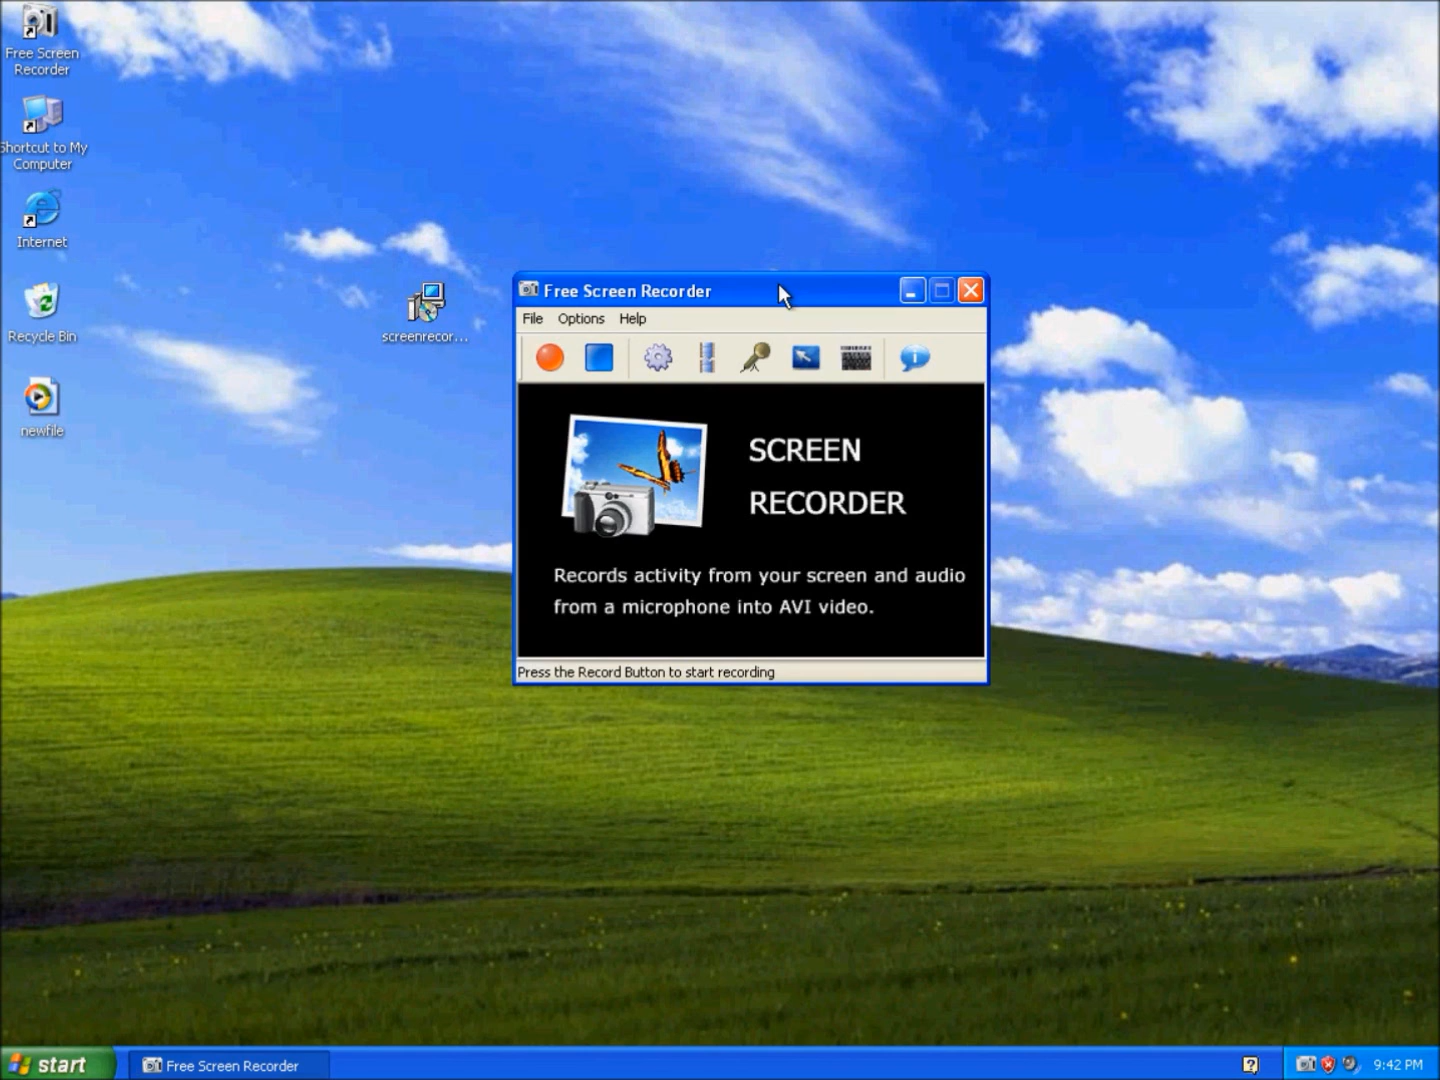 Free Screen
Recorder
Shortcut to My
Computer
Internet
Recycle Bin
newfile
screenrecor...
Free Screen Recorder
File Options Help
SCREEN
RECORDER
Records activity from your screen and audio
from a microphone into AVI video.
Press the Record Button to start recording
start
Free Screen Recorder
9:42 PM